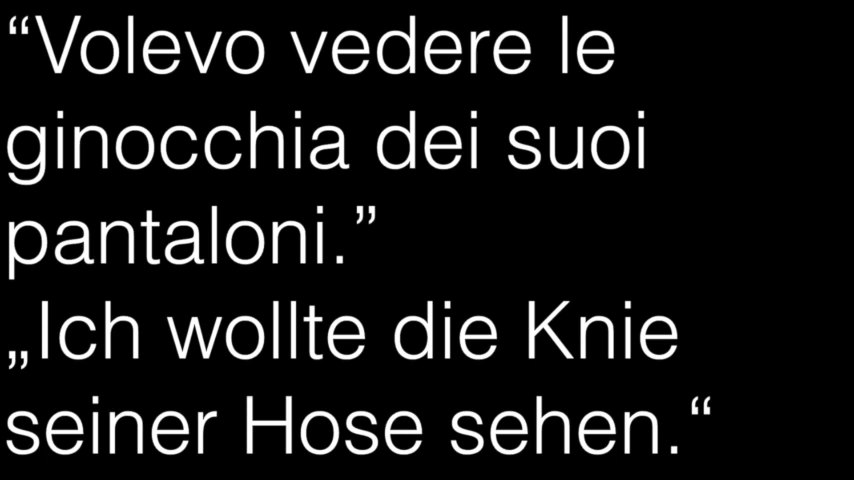 “Volevo vedere le
ginocchia dei suoi
pantaloni.”
„Ich wollte die Knie
seiner Hose sehen.“